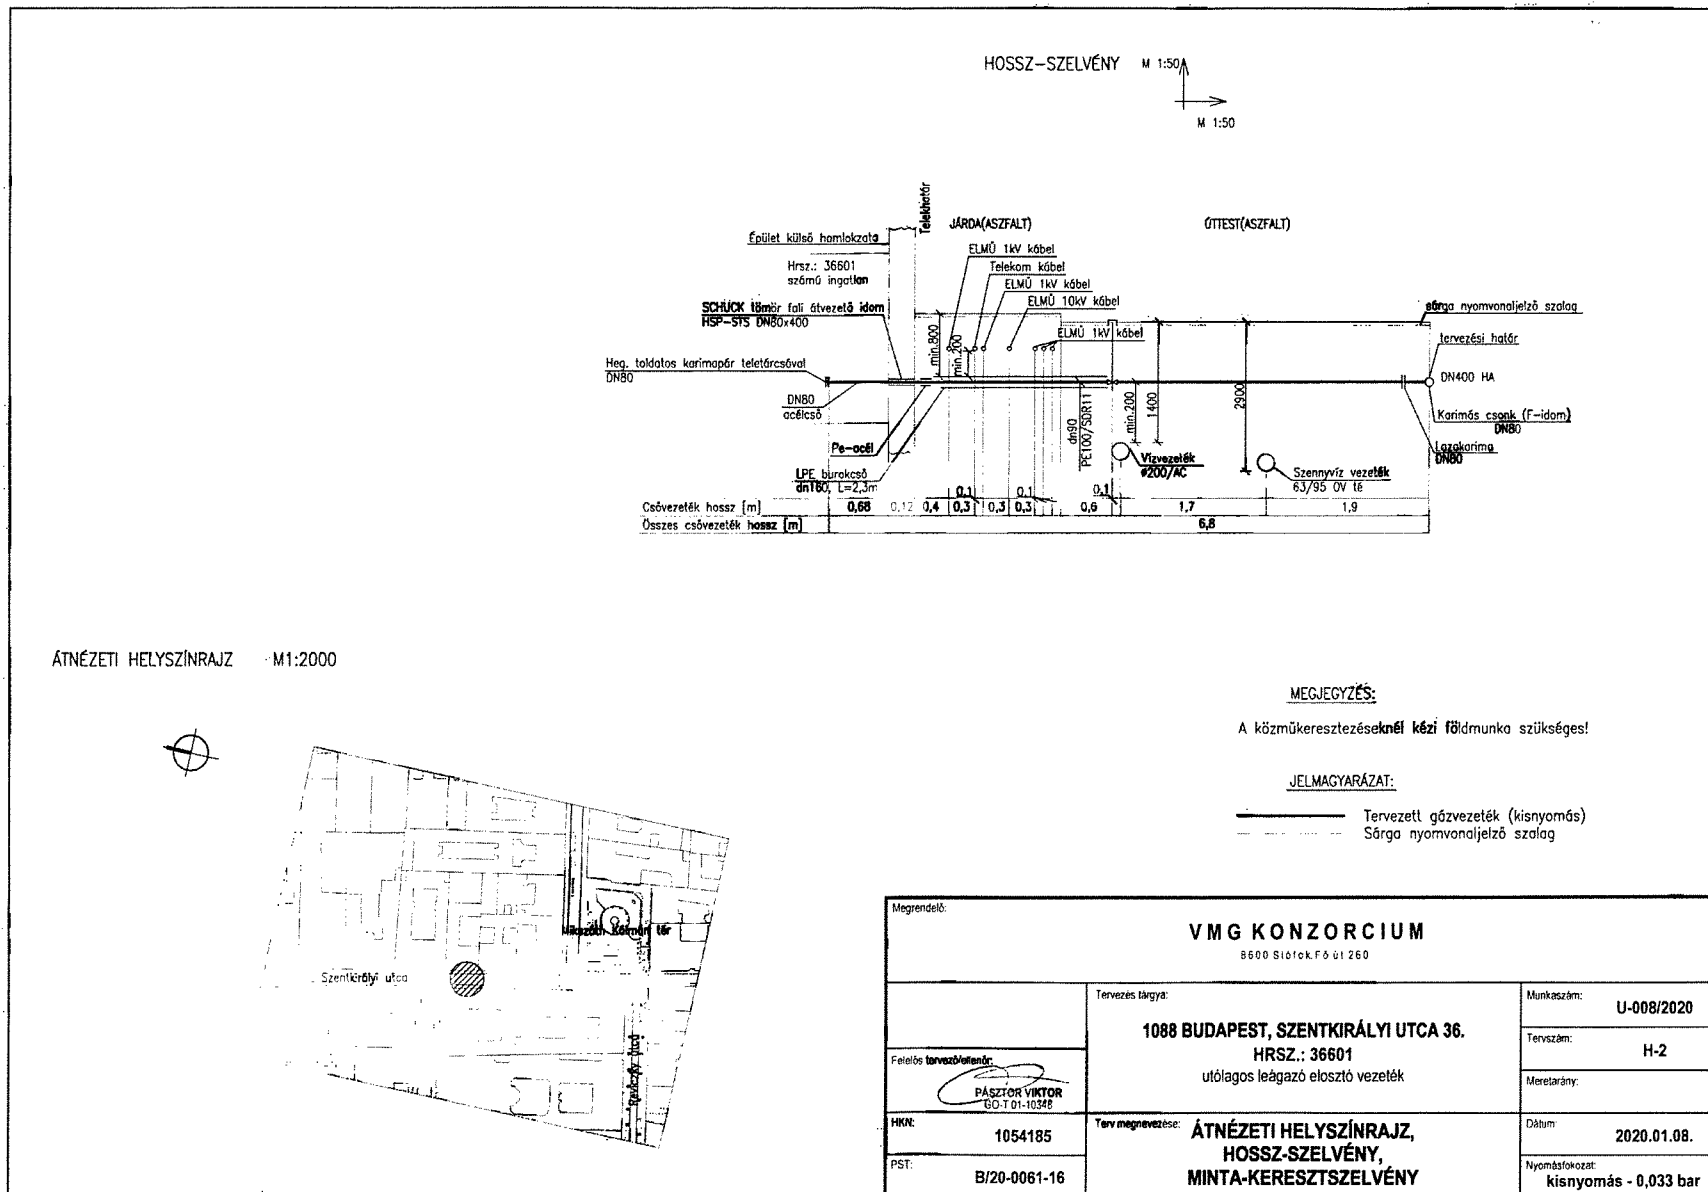 HOSSZ-SZELVÉNY M 1:50
M 1:50
Telekhatár
JÁRDA(ASZFALT)
ÚTTEST(ASZFALT)
Épület külső homlokzata
ELMŰ 1kV kábel
Hrsz.: 36601
számú ingatlan
Telekom kábel
ELMŰ 1kV kábel
ELMŰ 10kV kábel
SCHUCK tömör fali átvezető idom
HSP-STS DN80x400
sárga nyomvonaljelző szalag
ELMŰ 1kV kábel
min.800
min.200
tervezési határ
Heg. toldatos karimapár teletárcsával
DN80
DN400 HA
DN80
acélcső
dn90
PE100/SDR11
min.200
1400
2900
Karimás csonk (F-idom)
DN80
Pe-acél
Lazakarima
DN80
Vízvezeték
ø200/AC
LPE burokcső
dn160, L=2,3m
Szennyvíz vezeték
63/95 OV té
0,1 0,1 0,1
Csővezeték hossz [m] 0,68 0,12 0,4 0,3 0,3 0,3 0,6 1,7 1,9
Összes csővezeték hossz [m] 6,8
ÁTNÉZETI HELYSZÍNRAJZ M1:2000
Mikszáth Kálmán tér
Szentkirályi utca
Reviczky utca
MEGJEGYZÉS:
A közműkeresztezéseknél kézi földmunka szükséges!
JELMAGYARÁZAT:
Tervezett gázvezeték (kisnyomás)
Sárga nyomvonaljelző szalag
Megrendelő:
VMG KONZORCIUM
8600 Siófok.Fő út 260
Tervezés tárgya:
1088 BUDAPEST, SZENTKIRÁLYI UTCA 36.
HRSZ.: 36601
utólagos leágazó elosztó vezeték
Munkaszám:
U-008/2020
Tervszám:
H-2
Meretarány:
Felelős tervező/ellenőr:
PÁSZTOR VIKTOR
GO-T 01-10348
HKN:
1054185
PST:
B/20-0061-16
Terv megnevezése:
ÁTNÉZETI HELYSZÍNRAJZ,
HOSSZ-SZELVÉNY,
MINTA-KERESZTSZELVÉNY
Dátum:
2020.01.08.
Nyomásfokozat:
kisnyomás - 0,033 bar